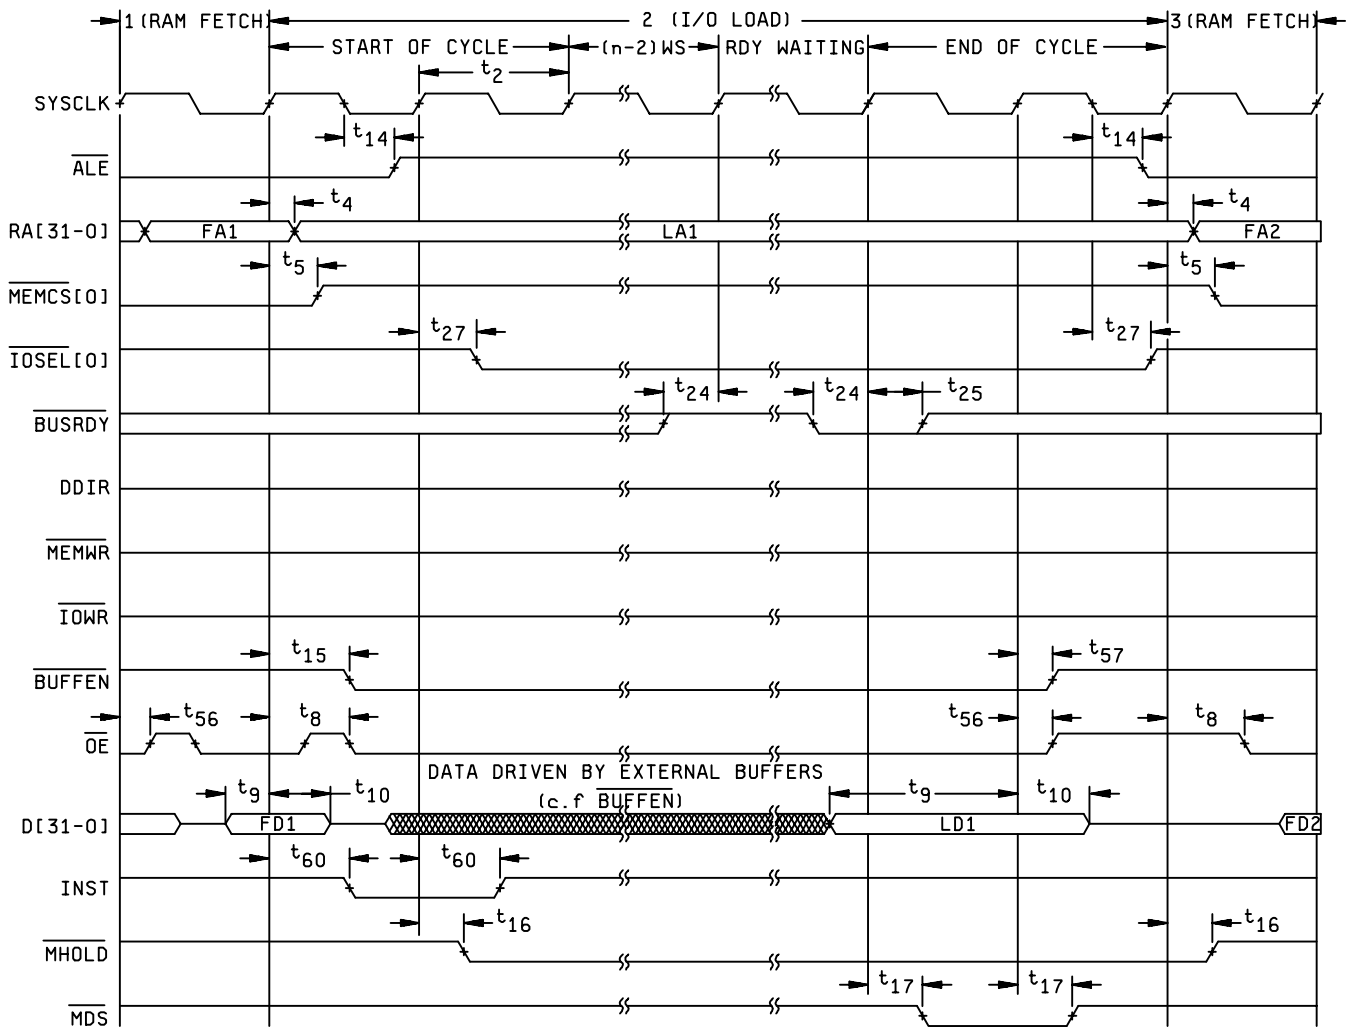 1 (RAM FETCH) 2 (I/O LOAD) 3 (RAM FETCH)
START OF CYCLE (n-2)WS RDY WAITING END OF CYCLE
t2
SYSCLK
t14 t14
ALE
t4 t4
RA[31-0] FA1 LA1 FA2
t5 t5
MEMCS[0]
t27 t27
IOSEL[0]
t24 t24 t25
BUSRDY
DDIR
MEMWR
IOWR
t15 t57
BUFFEN
t56 t8 t56 t8
OE
DATA DRIVEN BY EXTERNAL BUFFERS
t9 t10 (c.f BUFFEN) t9 t10
D[31-0] FD1 LD1 FD2
t60 t60
INST
t16 t16
MHOLD
t17 t17
MDS